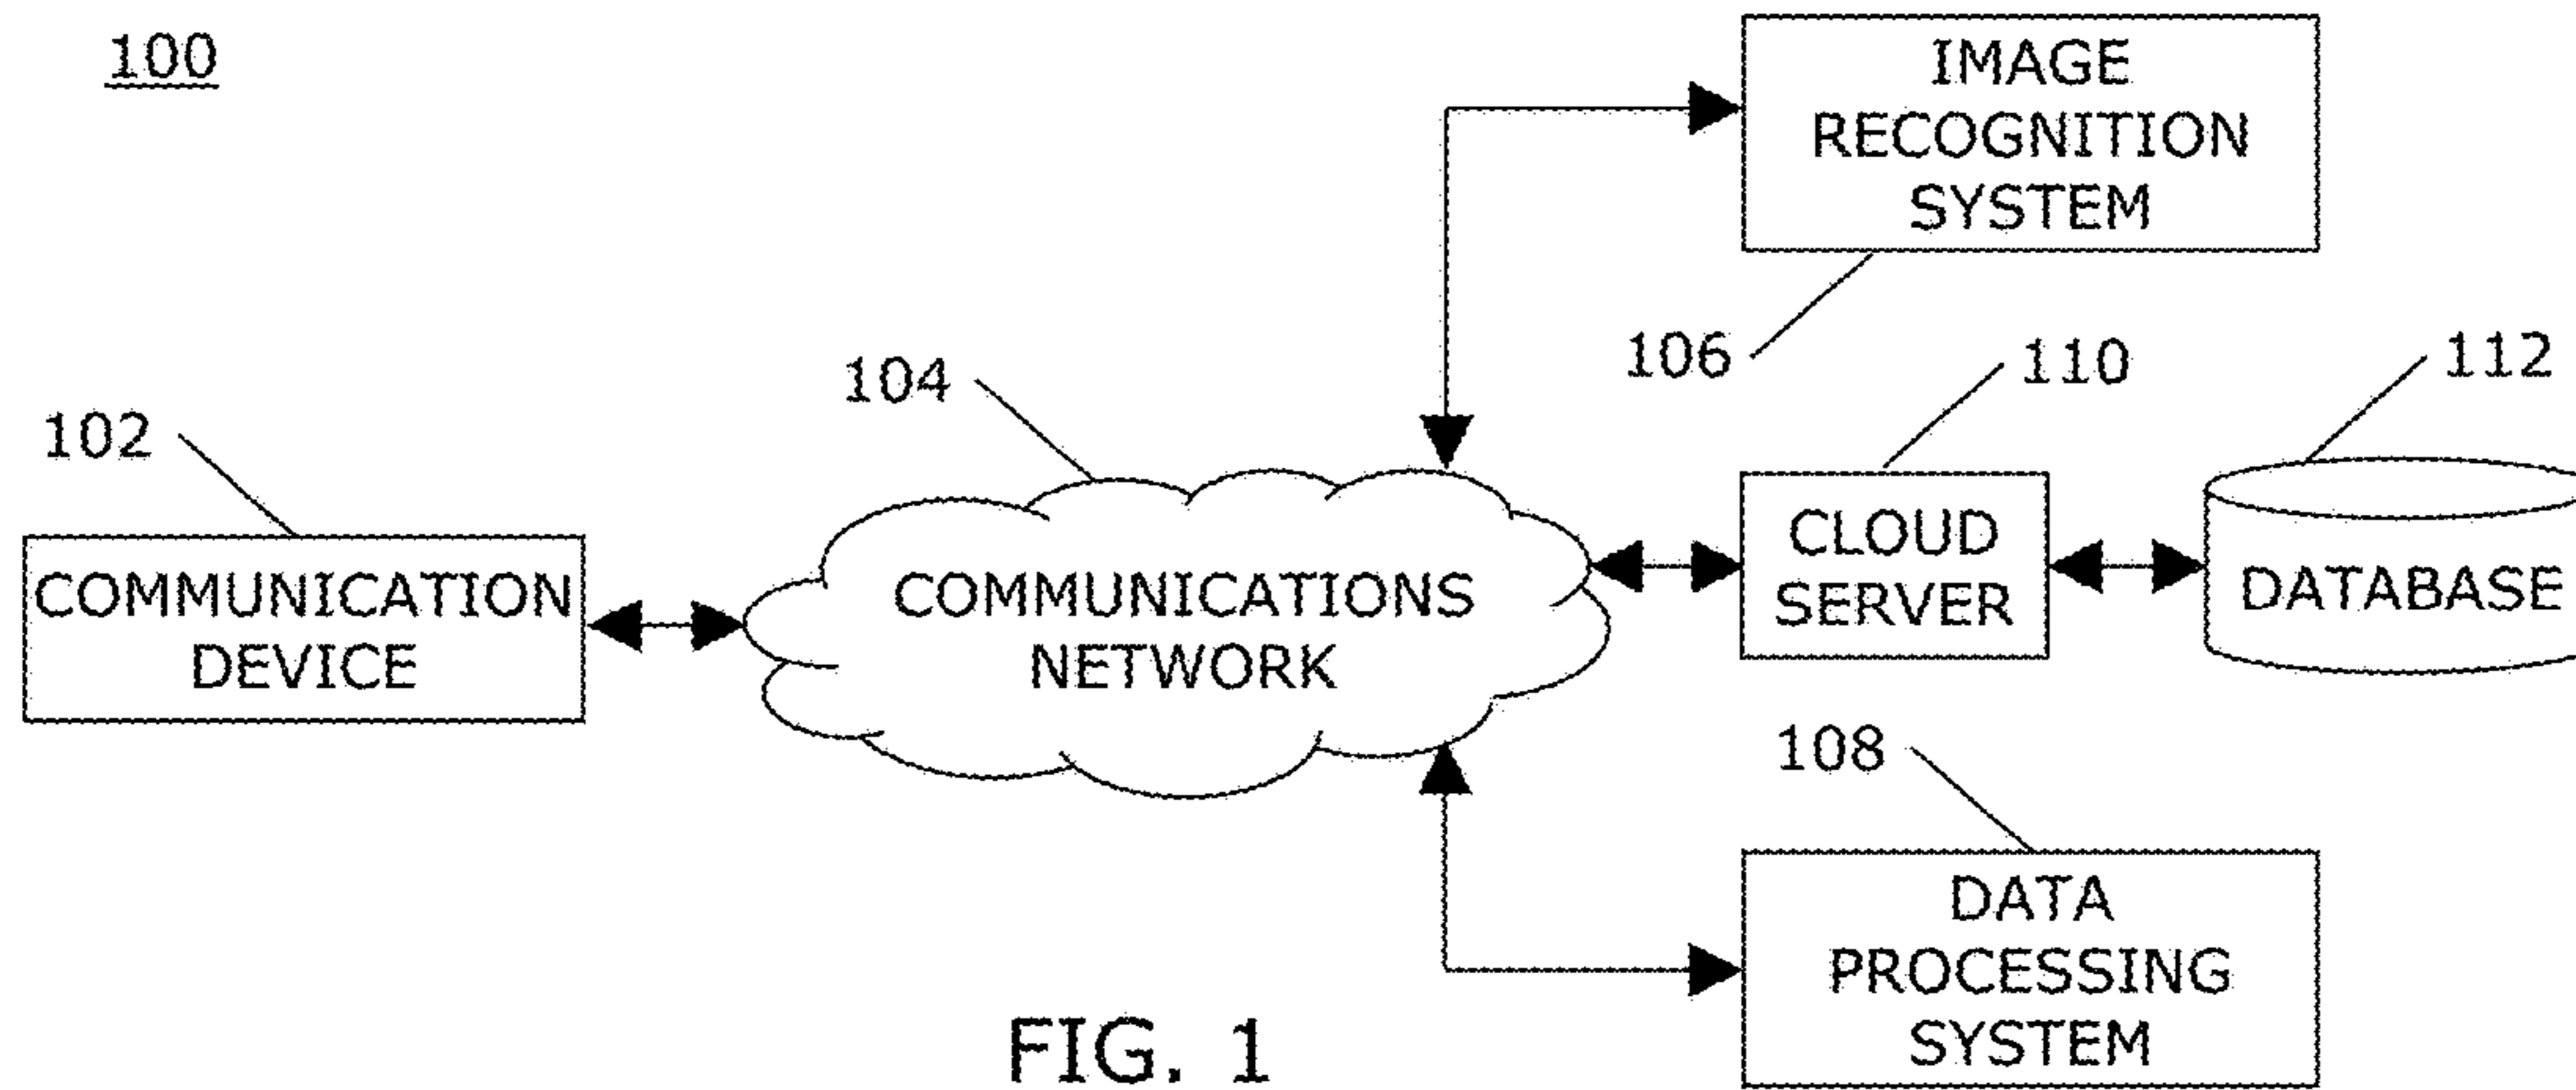 100
IMAGE
RECOGNITION
SYSTEM
106
110
112
104
102
CLOUD
SERVER
DATABASE
COMMUNICATION
DEVICE
COMMUNICATIONS
NETWORK
108
DATA
PROCESSING
SYSTEM
FIG. 1